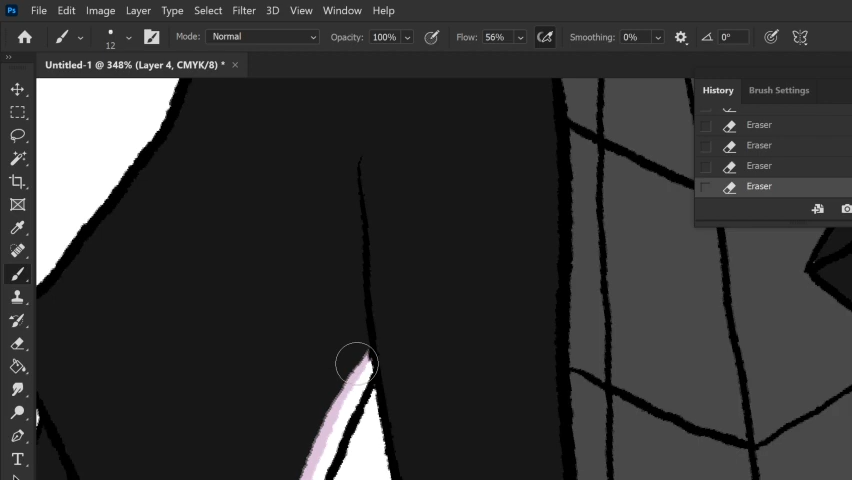 Ps File Edit Image Layer Type Select Filter 3D View Window Help
12 Mode: Normal Opacity: 100% Flow: 56% Smoothing: 0% 0°
Untitled-1 @ 348% (Layer 4, CMYK/8) * ×
History Brush Settings
Eraser
Eraser
Eraser
Eraser
T